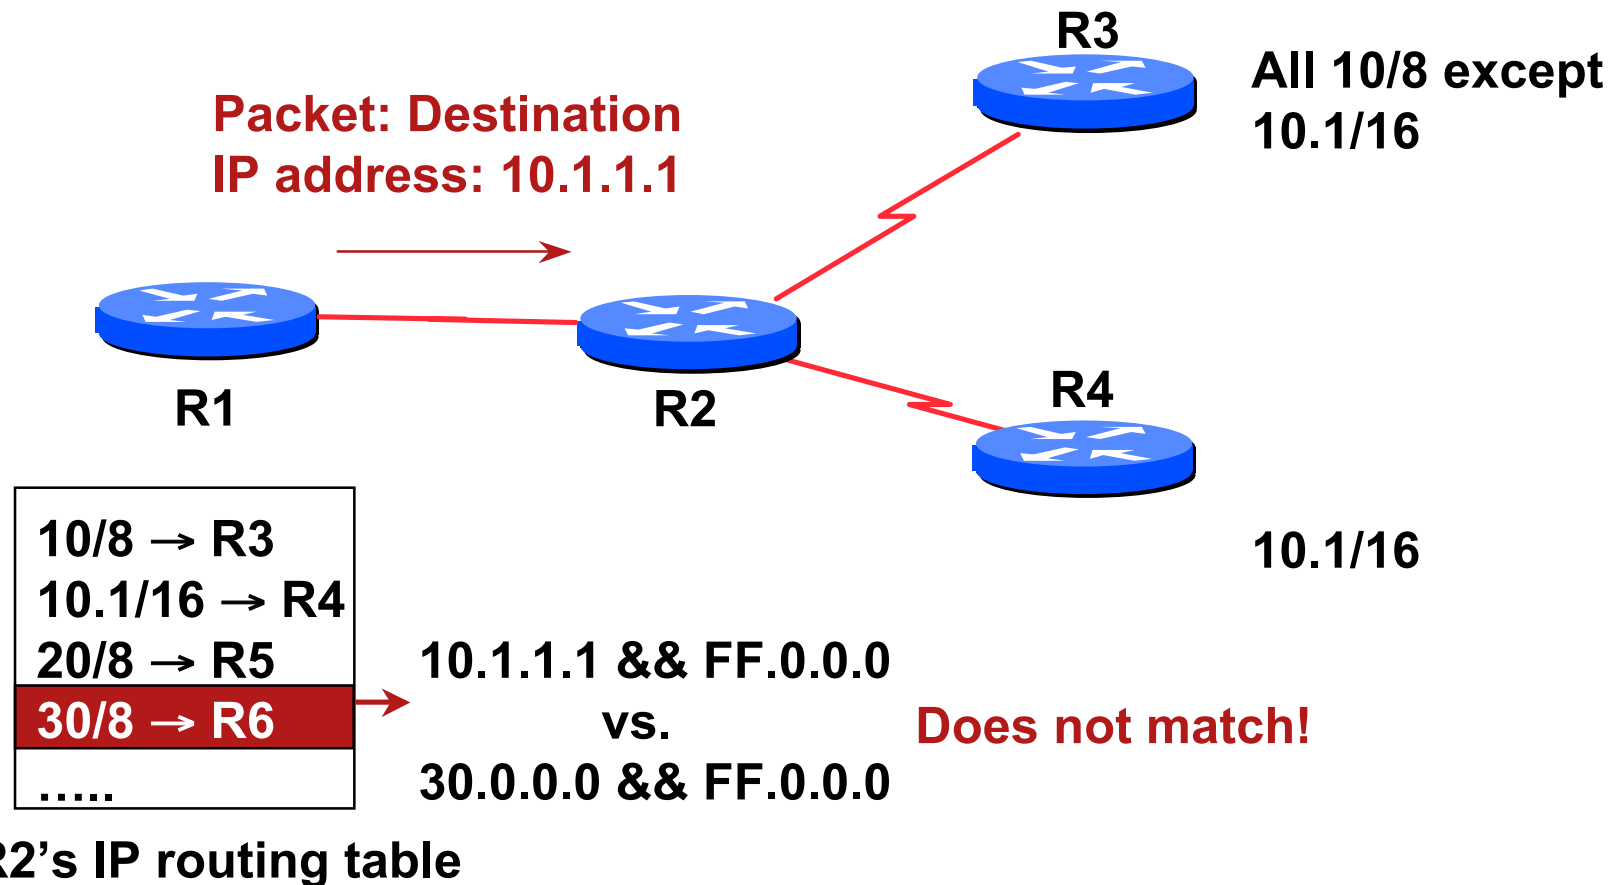 R3
All 10/8 except
10.1/16
Packet: Destination
IP address: 10.1.1.1
R1
R2
R4
10.1/16
10/8 → R3
10.1/16 → R4
20/8 → R5
30/8 → R6
…..
10.1.1.1 && FF.0.0.0
vs.
30.0.0.0 && FF.0.0.0
Does not match!
R2’s IP routing table